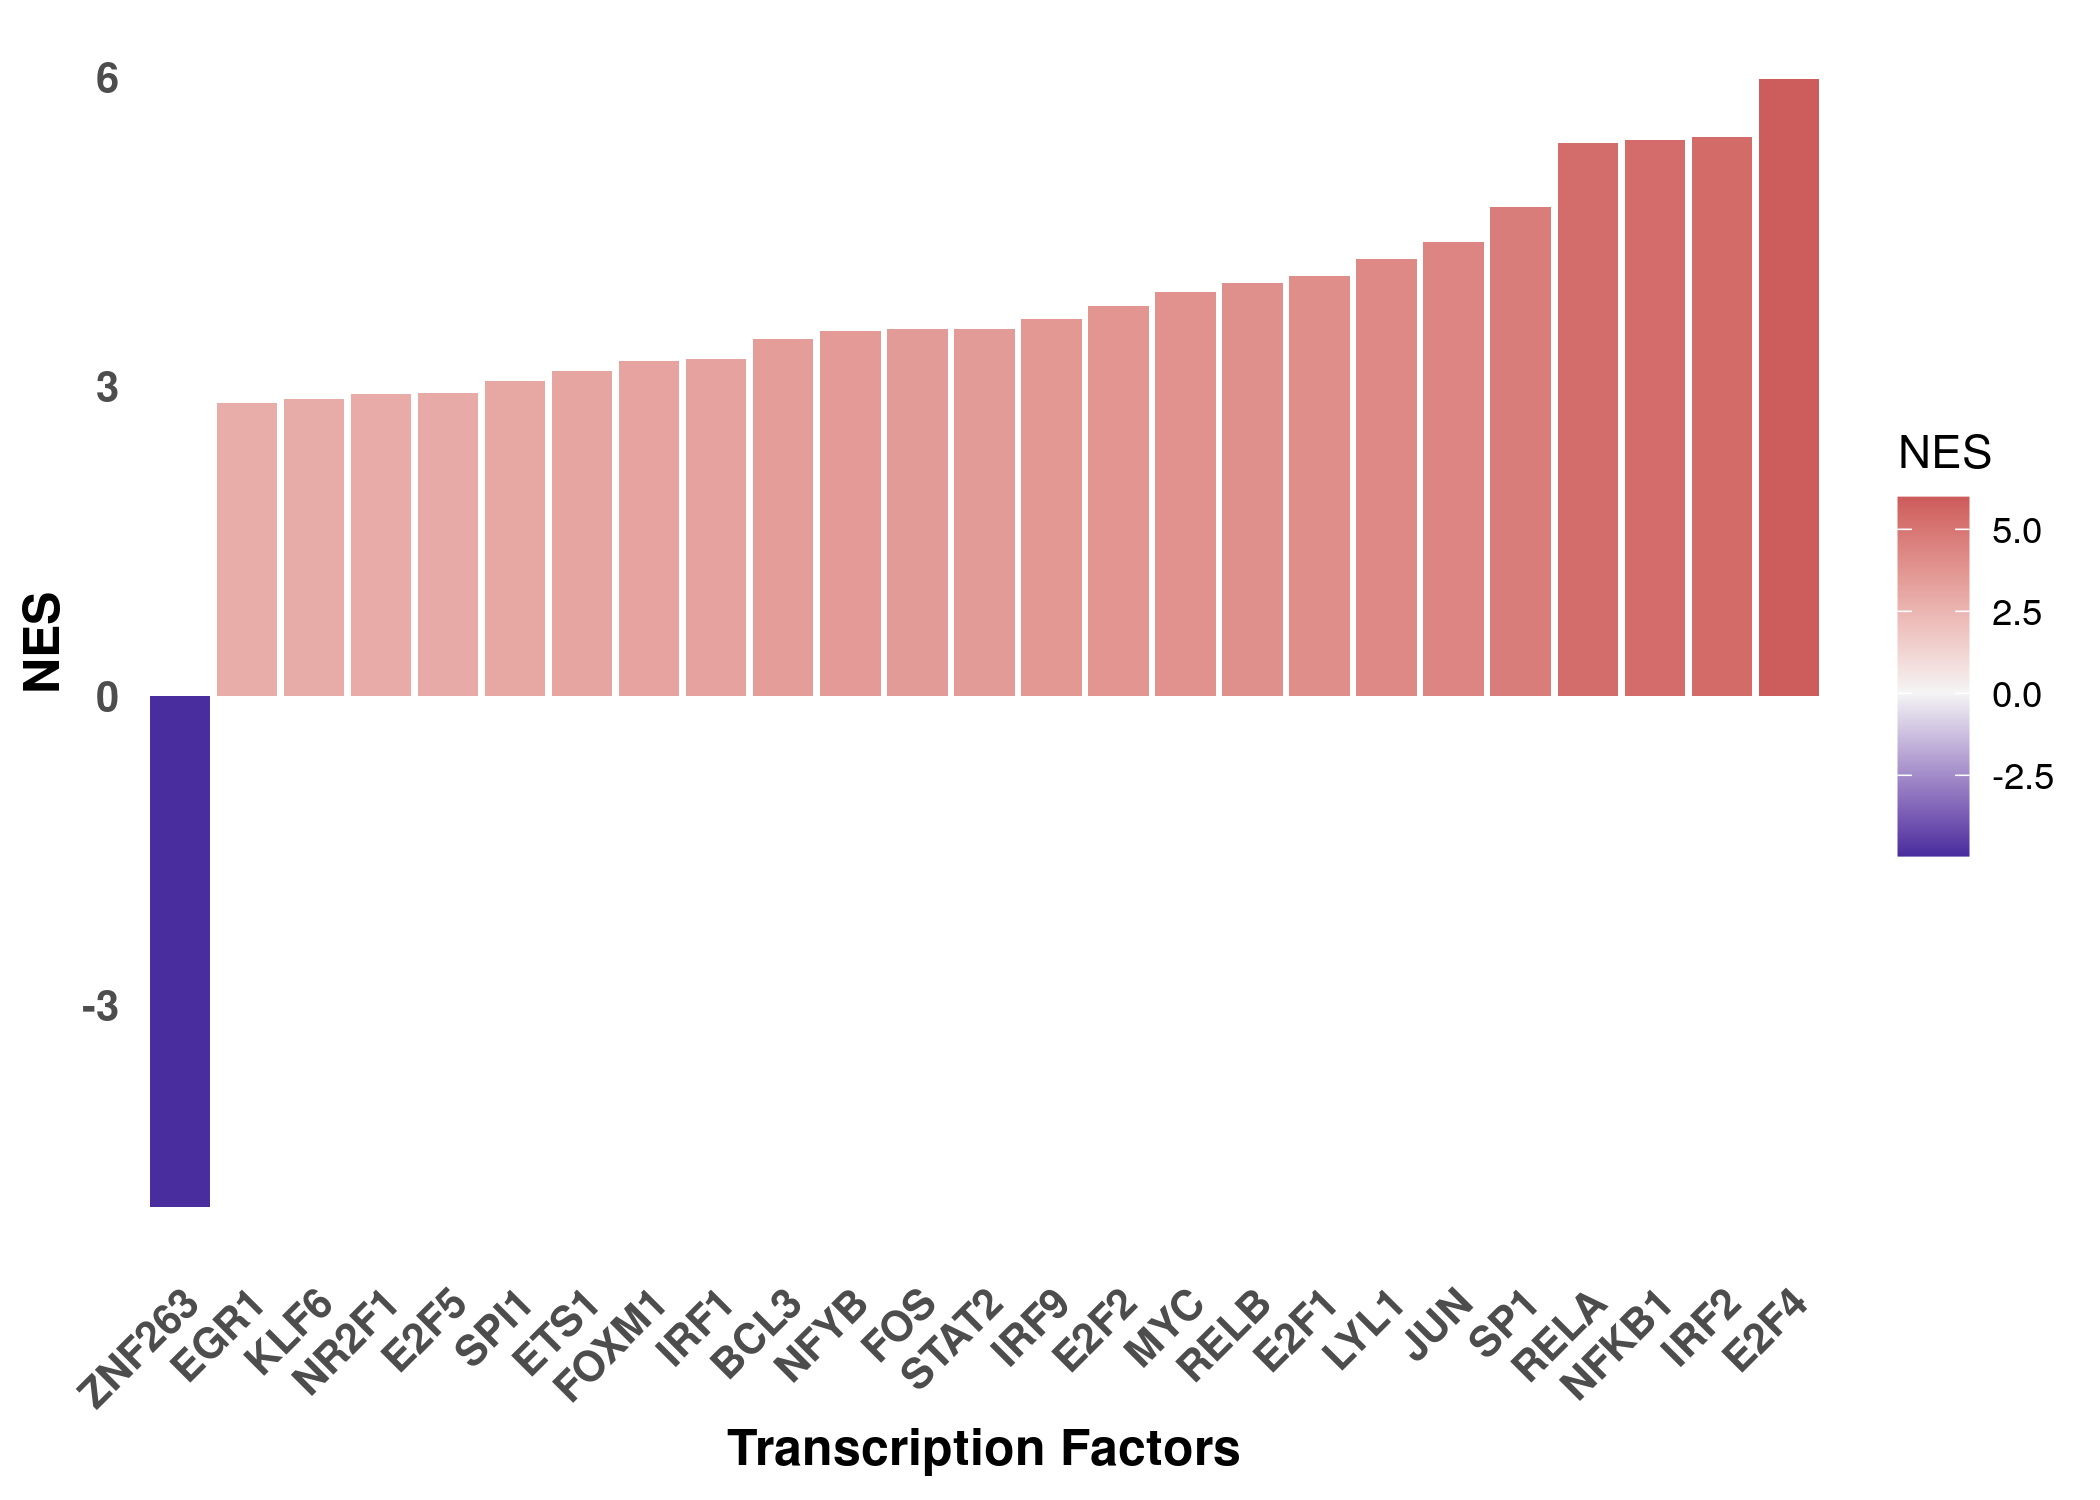 6
3
0
-3
NES
ZNF263
EGR1
KLF6
NR2F1
E2F5
SPI1
ETS1
FOXM1
IRF1
BCL3
NFYB
FOS
STAT2
IRF9
E2F2
MYC
RELB
E2F1
LYL1
JUN
SP1
RELA
NFKB1
IRF2
E2F4
Transcription Factors
NES
5.0
2.5
0.0
-2.5